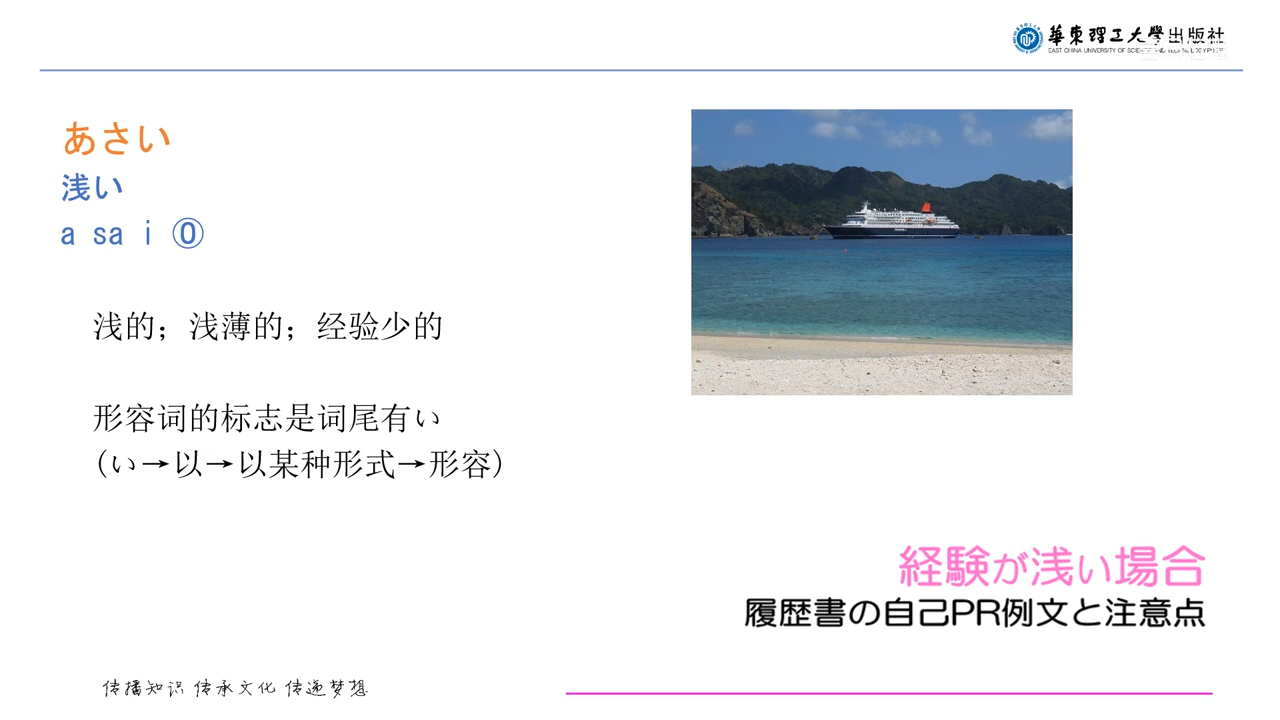 華東理工大學出版社
あさい
浅い
a sa i ⓪
浅的；浅薄的；经验少的
形容词的标志是词尾有い
（い→以→以某种形式→形容）
経験が浅い場合
履歴書の自己PR例文と注意点
传播知识 传承文化 传递梦想